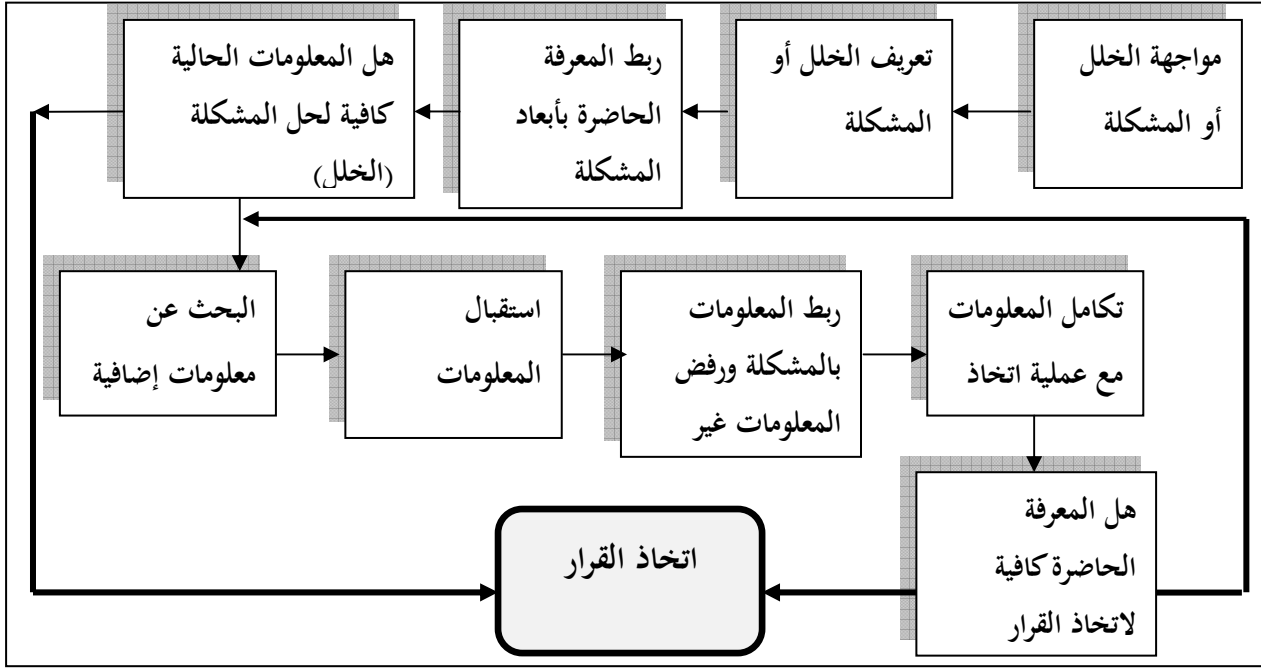 مواجهة الخلل
أو المشكلة
تعريف الخلل أو
المشكلة
ربط المعرفة
الحاضرة بأبعاد
المشكلة
هل المعلومات الحالية
كافية لحل المشكلة
(الخلل)
البحث عن
معلومات إضافية
استقبال
المعلومات
ربط المعلومات
بالمشكلة ورفض
المعلومات غير
تكامل المعلومات
مع عملية اتخاذ
هل المعرفة
الحاضرة كافية
لاتخاذ القرار
اتخاذ القرار